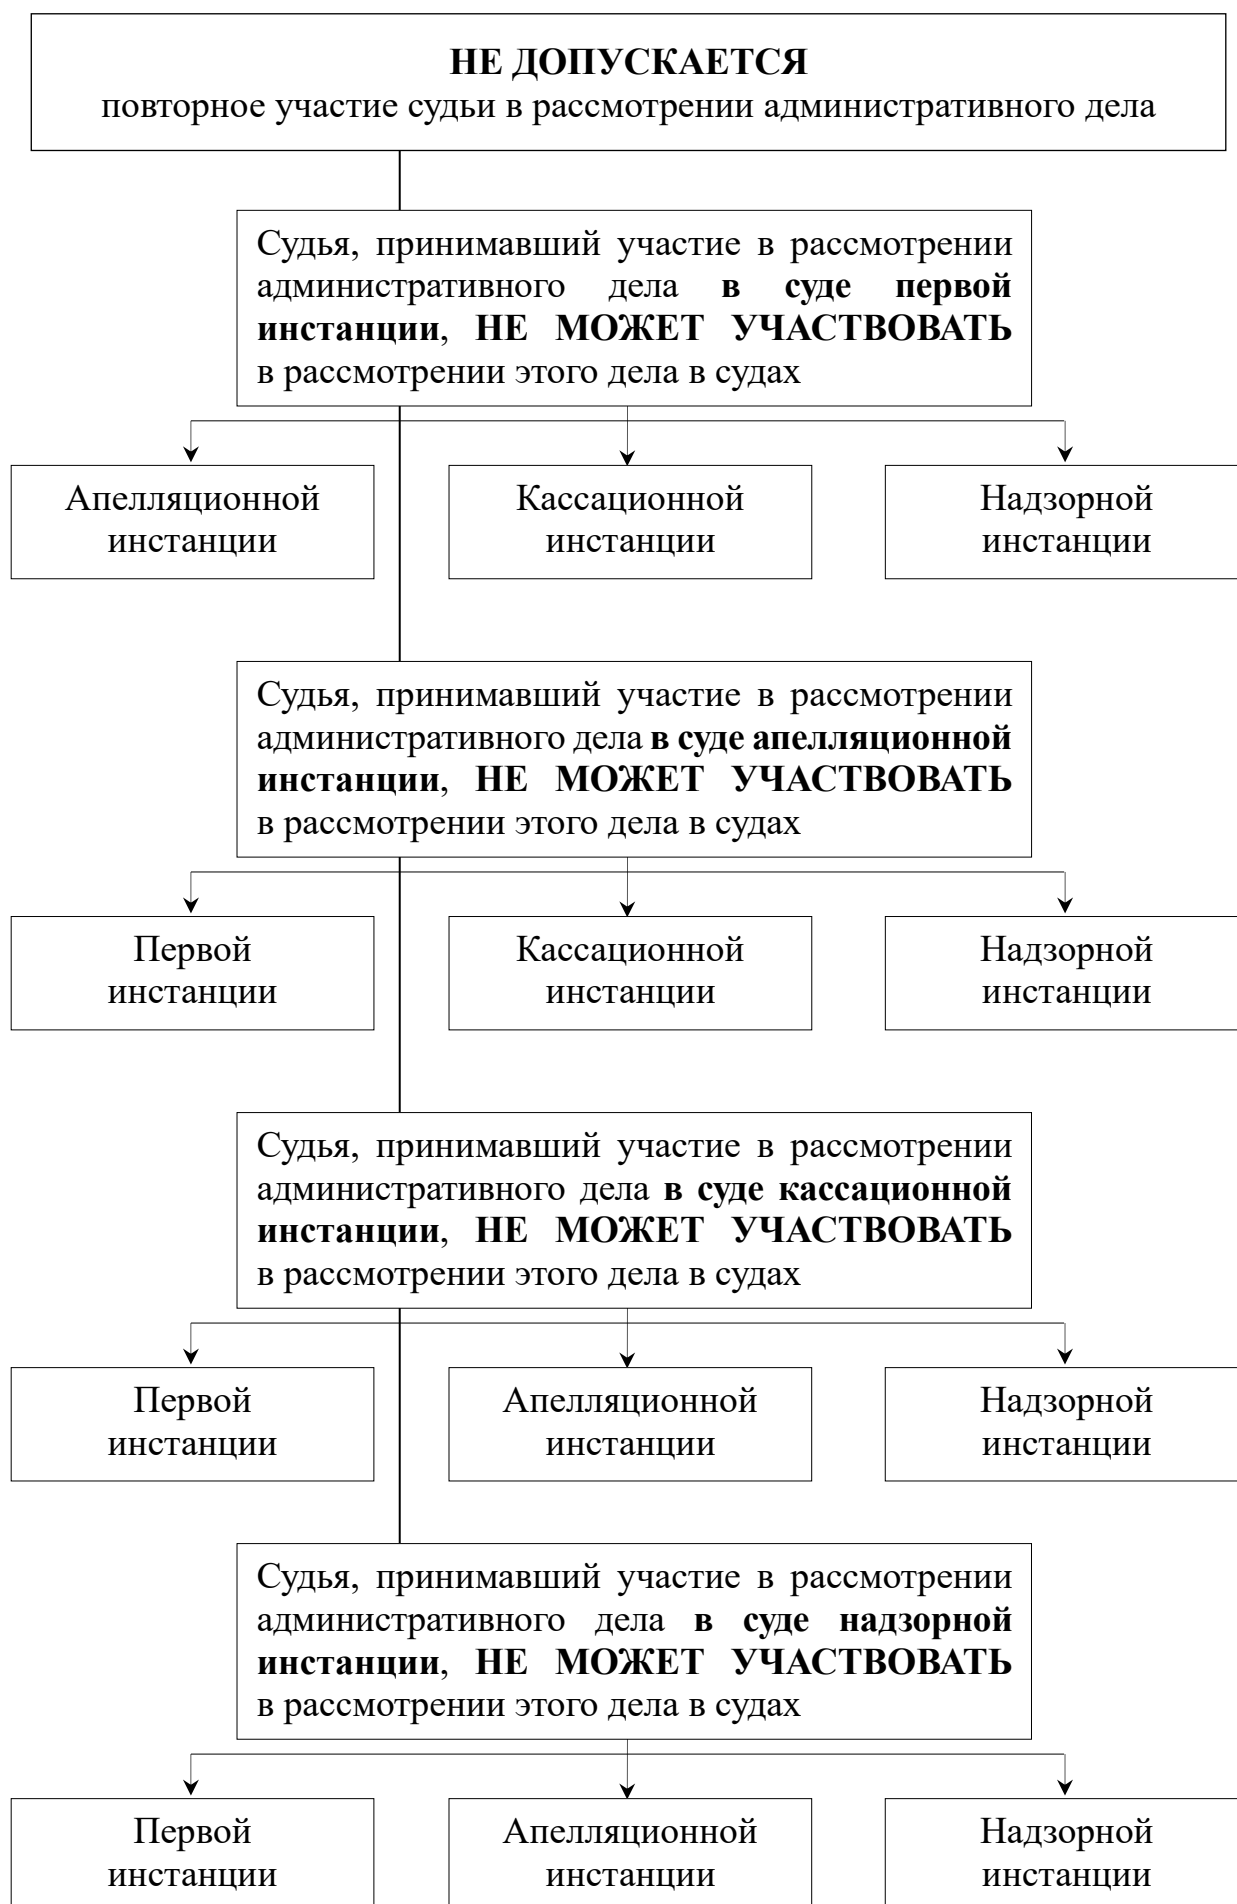 НЕ ДОПУСКАЕТСЯ
повторное участие судьи в рассмотрении административного дела
Судья, принимавший участие в рассмотрении
административного дела в суде первой
инстанции, НЕ МОЖЕТ УЧАСТВОВАТЬ
в рассмотрении этого дела в судах
Апелляционной
инстанции
Кассационной
инстанции
Надзорной
инстанции
Судья, принимавший участие в рассмотрении
административного дела в суде апелляционной
инстанции, НЕ МОЖЕТ УЧАСТВОВАТЬ
в рассмотрении этого дела в судах
Первой
инстанции
Кассационной
инстанции
Надзорной
инстанции
Судья, принимавший участие в рассмотрении
административного дела в суде кассационной
инстанции, НЕ МОЖЕТ УЧАСТВОВАТЬ
в рассмотрении этого дела в судах
Первой
инстанции
Апелляционной
инстанции
Надзорной
инстанции
Судья, принимавший участие в рассмотрении
административного дела в суде надзорной
инстанции, НЕ МОЖЕТ УЧАСТВОВАТЬ
в рассмотрении этого дела в судах
Первой
инстанции
Апелляционной
инстанции
Надзорной
инстанции